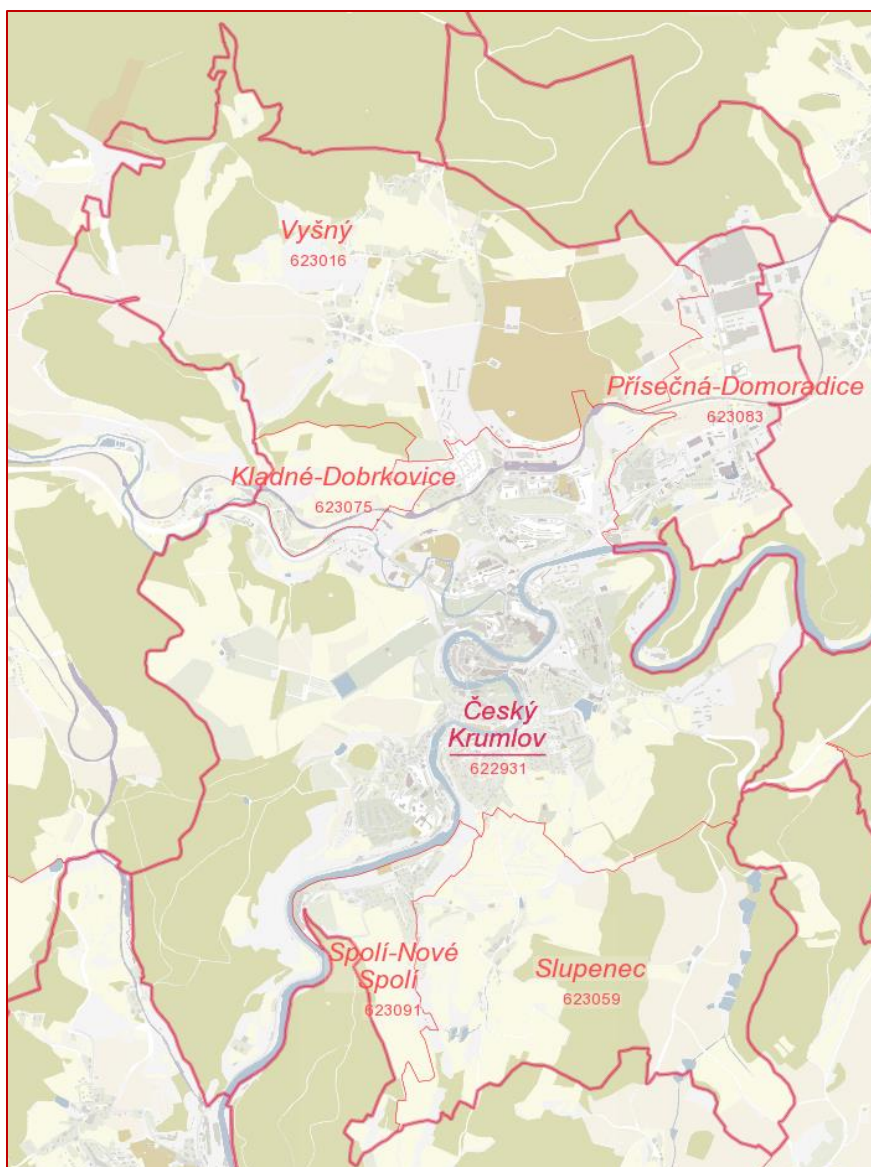 Vyšný
623016
Přísečná-Domoradice
623083
Kladné-Dobrkovice
623075
Český
Krumlov
622931
Spolí-Nové
Spolí
623091
Slupenec
623059